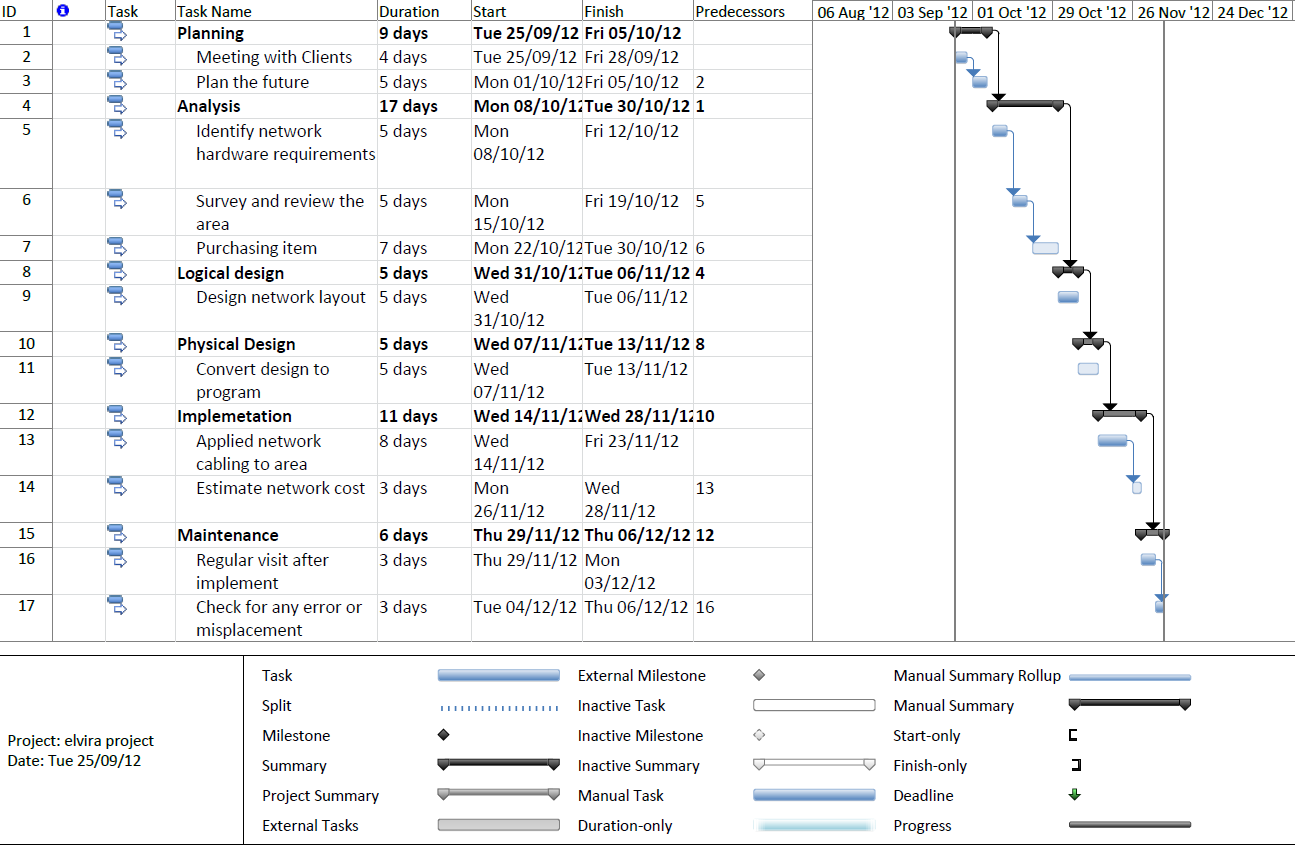 ID Task Task Name Duration Start Finish Predecessors 06 Aug '12 03 Sep '12 01 Oct '12 29 Oct '12 26 Nov '12 24 Dec '12
1 Planning 9 days Tue 25/09/12 Fri 05/10/12
2 Meeting with Clients 4 days Tue 25/09/12 Fri 28/09/12
3 Plan the future 5 days Mon 01/10/12 Fri 05/10/12 2
4 Analysis 17 days Mon 08/10/12 Tue 30/10/12 1
5 Identify network 5 days Mon Fri 12/10/12
hardware requirements 08/10/12
6 Survey and review the 5 days Mon Fri 19/10/12 5
area 15/10/12
7 Purchasing item 7 days Mon 22/10/12 Tue 30/10/12 6
8 Logical design 5 days Wed 31/10/12 Tue 06/11/12 4
9 Design network layout 5 days Wed Tue 06/11/12
31/10/12
10 Physical Design 5 days Wed 07/11/12 Tue 13/11/12 8
11 Convert design to 5 days Wed Tue 13/11/12
program 07/11/12
12 Implemetation 11 days Wed 14/11/12 Wed 28/11/12 10
13 Applied network 8 days Wed Fri 23/11/12
cabling to area 14/11/12
14 Estimate network cost 3 days Mon Wed 13
26/11/12 28/11/12
15 Maintenance 6 days Thu 29/11/12 Thu 06/12/12 12
16 Regular visit after 3 days Thu 29/11/12 Mon
implement 03/12/12
17 Check for any error or 3 days Tue 04/12/12 Thu 06/12/12 16
misplacement
Project: elvira project
Date: Tue 25/09/12
Task External Milestone Manual Summary Rollup
Split Inactive Task Manual Summary
Milestone Inactive Milestone Start-only
Summary Inactive Summary Finish-only
Project Summary Manual Task Deadline
External Tasks Duration-only Progress